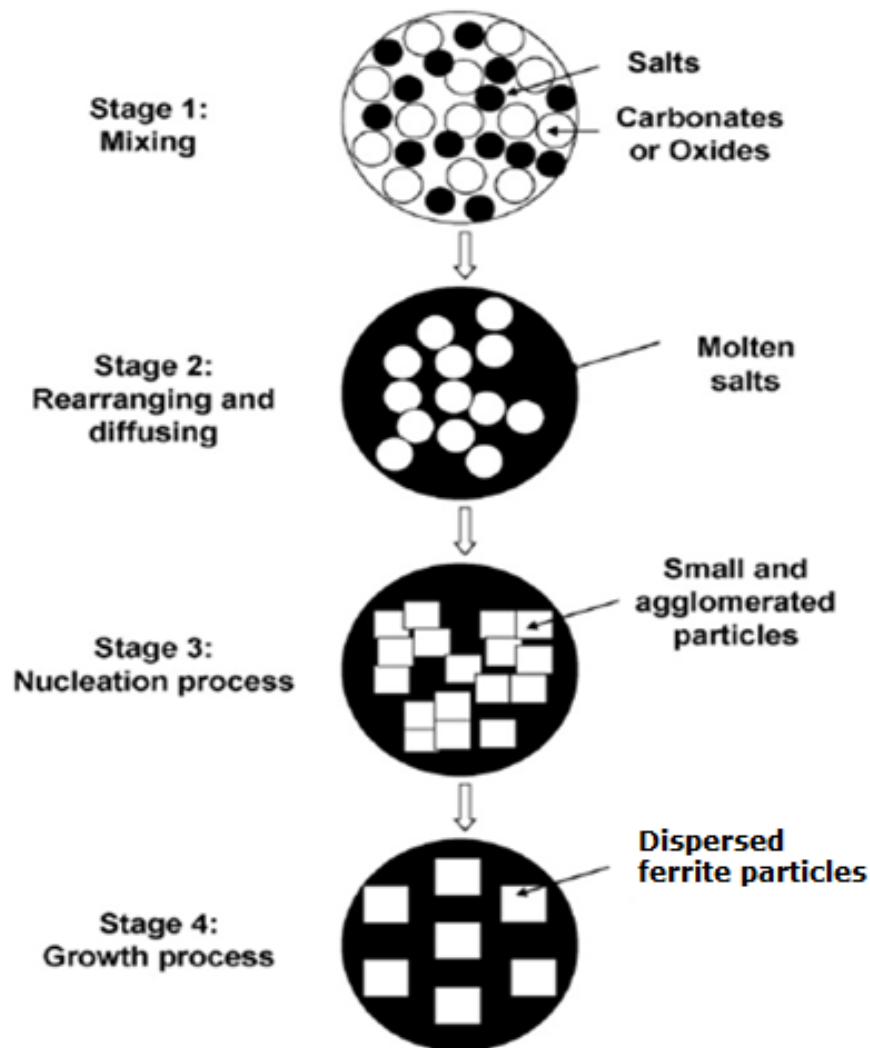 Stage 1:
Mixing
Salts
Carbonates
or Oxides
Stage 2:
Rearranging and
diffusing
Molten
salts
Stage 3:
Nucleation process
Small and
agglomerated
particles
Stage 4:
Growth process
Dispersed
ferrite particles